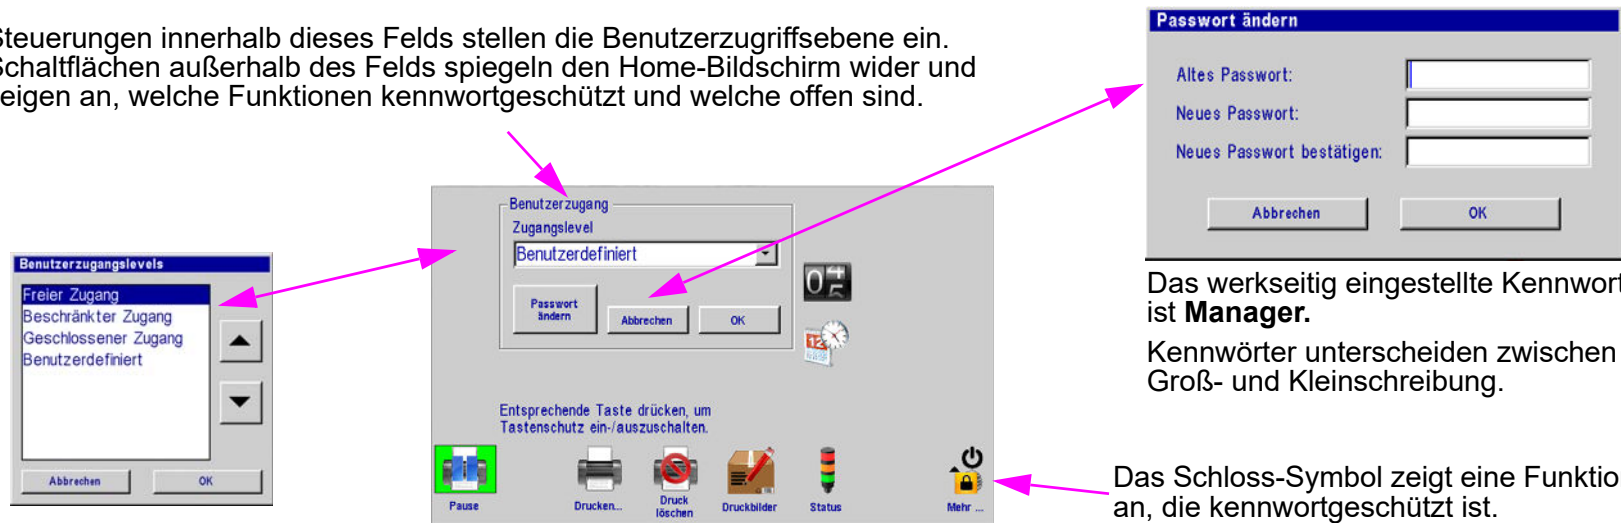 Steuerungen innerhalb dieses Felds stellen die Benutzerzugriffsebene ein.
Schaltflächen außerhalb des Felds spiegeln den Home-Bildschirm wider und
eigen an, welche Funktionen kennwortgeschützt und welche offen sind.
Passwort ändern
Altes Passwort:
Neues Passwort:
Neues Passwort bestätigen:
Abbrechen OK
Das werkseitig eingestellte Kennwort
ist Manager.
Kennwörter unterscheiden zwischen
Groß- und Kleinschreibung.
Benutzerzugang
Zugangslevel
Benutzerdefiniert
Passwort
ändern
Abbrechen OK
04
12
Entsprechende Taste drücken, um
Tastenschutz ein-/auszuschalten.
Pause
Drucken...
Druck
löschen
Druckbilder
Status
Mehr ...
Benutzerzugangslevels
Freier Zugang
Beschränkter Zugang
Geschlossener Zugang
Benutzerdefiniert
Abbrechen OK
Das Schloss-Symbol zeigt eine Funktio
an, die kennwortgeschützt ist.